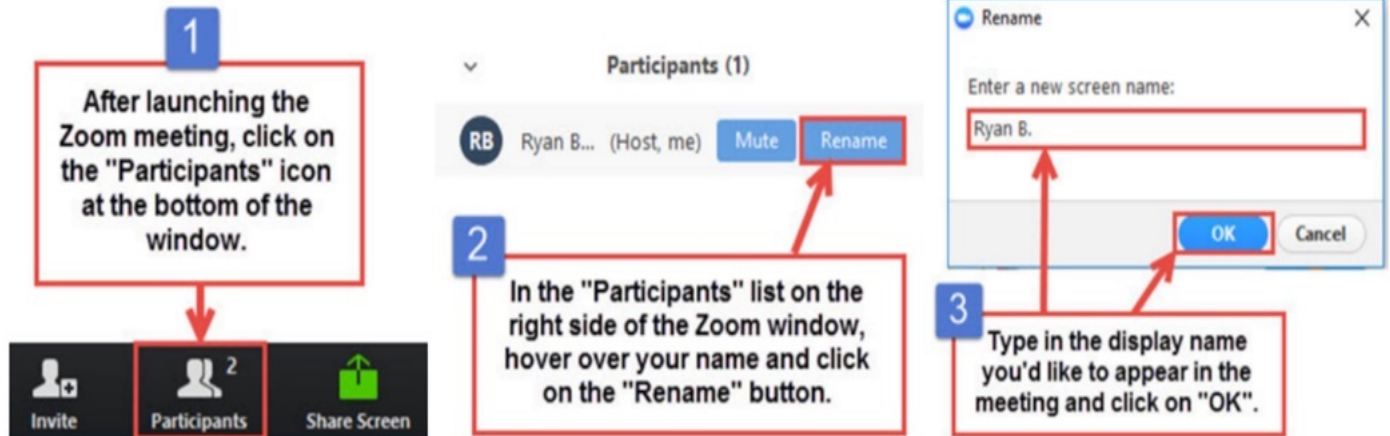 1
After launching the
Zoom meeting, click on
the "Participants" icon
at the bottom of the
window.
2
Invite
Participants
Share Screen
Participants (1)
RB
Ryan B... (Host, me)
Mute
Rename
2
In the "Participants" list on the
right side of the Zoom window,
hover over your name and click
on the "Rename" button.
Rename
Enter a new screen name:
Ryan B.
OK
Cancel
3
Type in the display name
you'd like to appear in the
meeting and click on "OK".